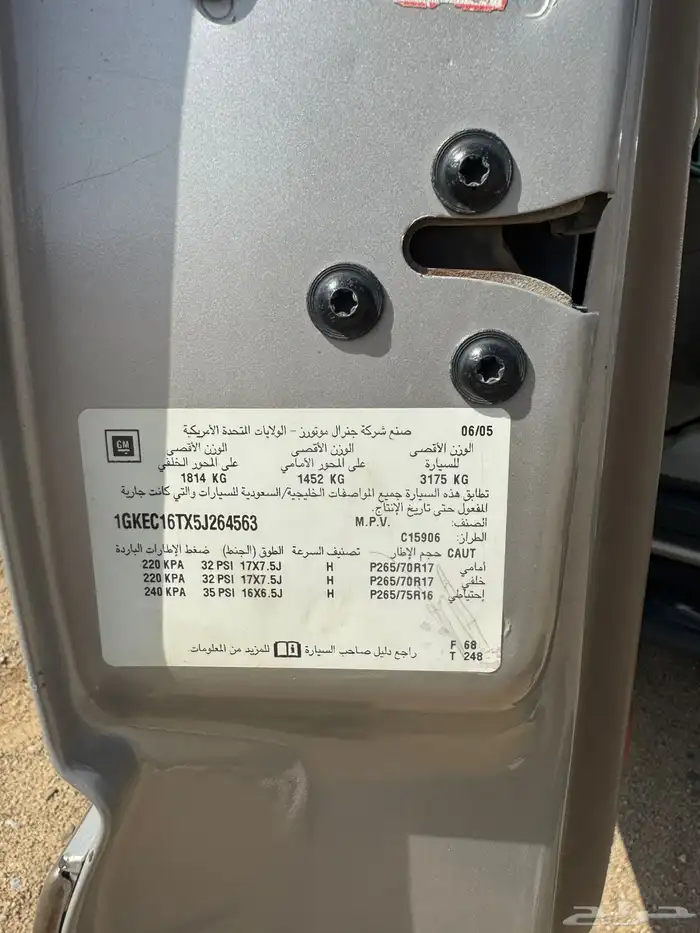 GM
صنع شركة جنرال موتورز - الولايات المتحدة الأمريكية 06/05
الوزن الأقصى للسيارة 3175 KG
الوزن الأقصى على المحور الامامي 1452 KG
الوزن الأقصى على المحور الخلفي 1814 KG
تطابق هذه السيارة جميع المواصفات الخليجية/السعودية للسيارات والتي كانت جارية
المفعول حتى تاريخ الإنتاج.
الصنف: M.P.V. 1GKEC16TX5J264563
الطراز: C15906
CAUT حجم الإطار تصنيف السرعة الطوق (الجنط) ضغط الإطارات الباردة
أمامي P265/70R17 H 17X7.5J 32 PSI 220 KPA
خلفي P265/70R17 H 17X7.5J 32 PSI 220 KPA
إحتياطي P265/75R16 H 16X6.5J 35 PSI 240 KPA
راجع دليل صاحب السيارة للمزيد من المعلومات.
F 68
T 248
حراج